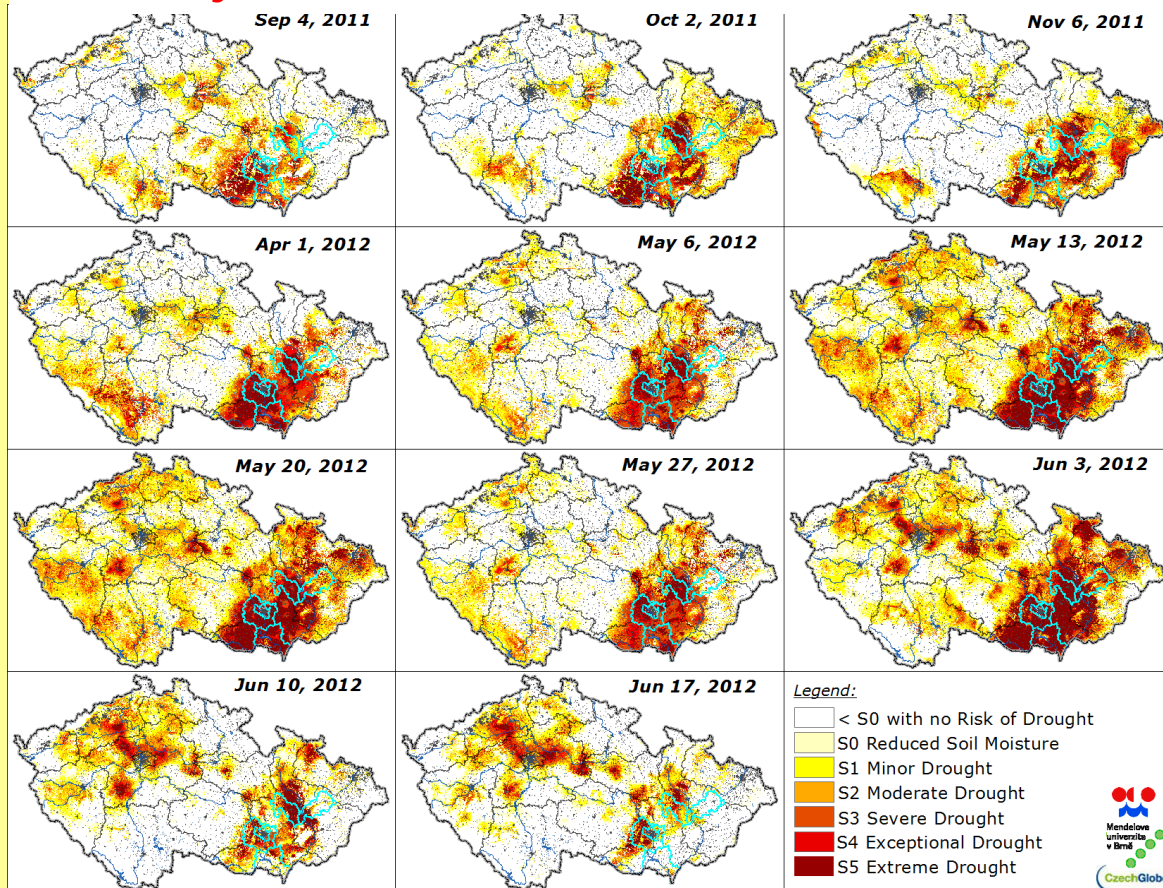 Sep 4, 2011
Oct 2, 2011
Nov 6, 2011
Apr 1, 2012
May 6, 2012
May 13, 2012
May 20, 2012
May 27, 2012
Jun 3, 2012
Jun 10, 2012
Jun 17, 2012
Legend:
< S0 with no Risk of Drought
S0 Reduced Soil Moisture
S1 Minor Drought
S2 Moderate Drought
S3 Severe Drought
S4 Exceptional Drought
S5 Extreme Drought
Mendelova
univerzita
v Brně
CzechGlob